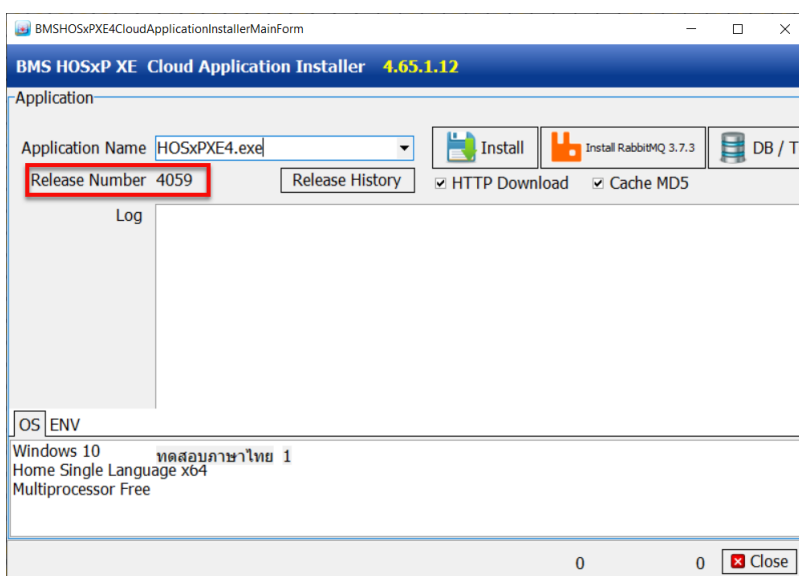 BMSHOSxPXE4CloudApplicationInstallerMainForm
BMS HOSxP XE Cloud Application Installer 4.65.1.12
Application
Application Name HOSxPXE4.exe Install Install RabbitMQ 3.7.3 DB / T
Release Number 4059 Release History HTTP Download Cache MD5
Log
OS ENV
Windows 10 ทดสอบภาษาไทย 1
Home Single Language x64
Multiprocessor Free
0 0 Close